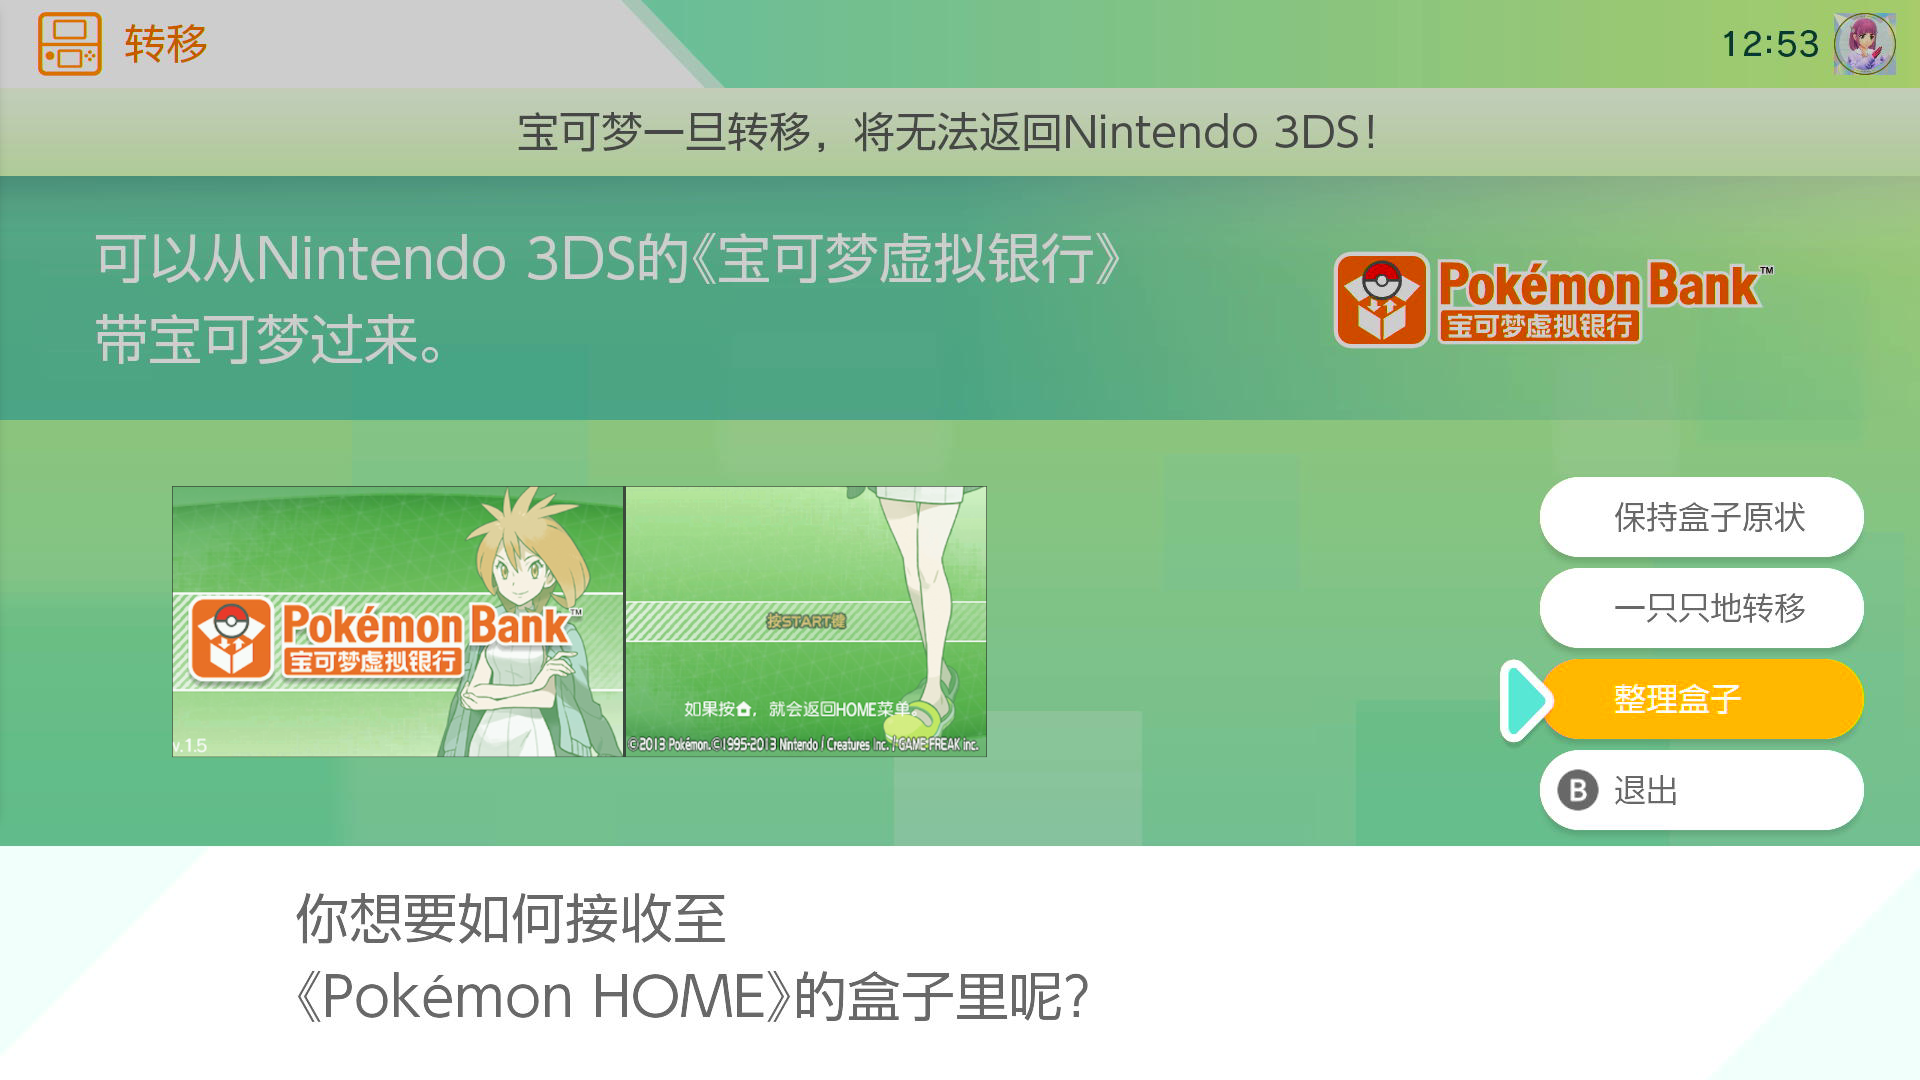 转移
12:53
宝可梦一旦转移，将无法返回Nintendo 3DS！
可以从Nintendo 3DS的《宝可梦虚拟银行》
带宝可梦过来。
Pokémon Bank™
宝可梦虚拟银行
Pokémon Bank™
宝可梦虚拟银行
v.1.5
按START键
如果按，就会返回HOME菜单。
©2013 Pokémon. ©1995-2013 Nintendo / Creatures Inc. / GAME FREAK inc.
保持盒子原状
一只只地转移
整理盒子
B 退出
你想要如何接收至
《Pokémon HOME》的盒子里呢？